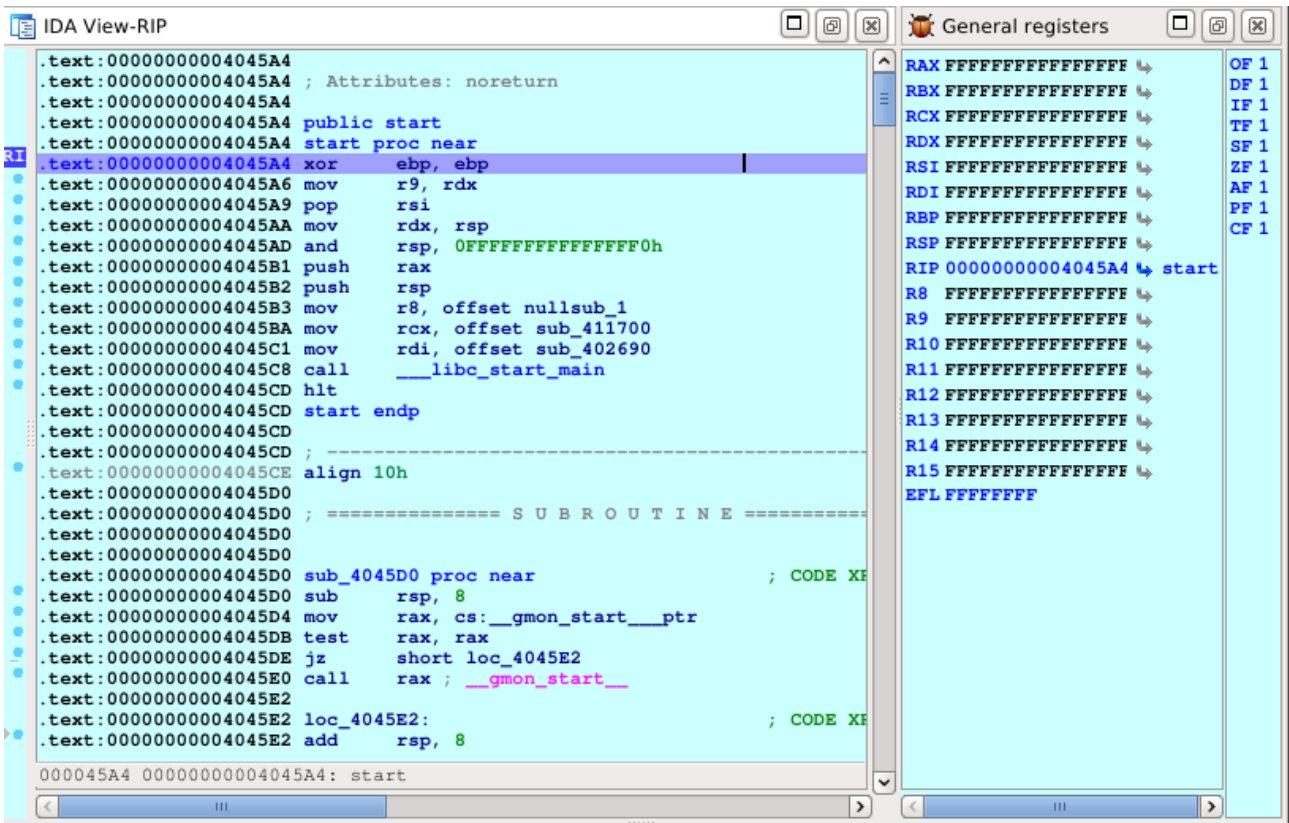 IDA View-RIP
RI
.text:00000000004045A4
.text:00000000004045A4 ; Attributes: noreturn
.text:00000000004045A4
.text:00000000004045A4 public start
.text:00000000004045A4 start proc near
.text:00000000004045A4 xor ebp, ebp
.text:00000000004045A6 mov r9, rdx
.text:00000000004045A9 pop rsi
.text:00000000004045AA mov rdx, rsp
.text:00000000004045AD and rsp, 0FFFFFFFFFFFFFFF0h
.text:00000000004045B1 push rax
.text:00000000004045B2 push rsp
.text:00000000004045B3 mov r8, offset nullsub_1
.text:00000000004045BA mov rcx, offset sub_411700
.text:00000000004045C1 mov rdi, offset sub_402690
.text:00000000004045C8 call ___libc_start_main
.text:00000000004045CD hlt
.text:00000000004045CD start endp
.text:00000000004045CD
.text:00000000004045CD ; ---------------------------------------------------
.text:00000000004045CE align 10h
.text:00000000004045D0
.text:00000000004045D0 ; =============== S U B R O U T I N E ===========
.text:00000000004045D0
.text:00000000004045D0
.text:00000000004045D0 sub_4045D0 proc near ; CODE XR
.text:00000000004045D0 sub rsp, 8
.text:00000000004045D4 mov rax, cs:__gmon_start___ptr
.text:00000000004045DB test rax, rax
.text:00000000004045DE jz short loc_4045E2
.text:00000000004045E0 call rax ; __gmon_start__
.text:00000000004045E2
.text:00000000004045E2 loc_4045E2: ; CODE XR
.text:00000000004045E2 add rsp, 8
000045A4 00000000004045A4: start
General registers
RAX FFFFFFFFFFFFFFFF
RBX FFFFFFFFFFFFFFFF
RCX FFFFFFFFFFFFFFFF
RDX FFFFFFFFFFFFFFFF
RSI FFFFFFFFFFFFFFFF
RDI FFFFFFFFFFFFFFFF
RBP FFFFFFFFFFFFFFFF
RSP FFFFFFFFFFFFFFFF
RIP 00000000004045A4 start
R8 FFFFFFFFFFFFFFFF
R9 FFFFFFFFFFFFFFFF
R10 FFFFFFFFFFFFFFFF
R11 FFFFFFFFFFFFFFFF
R12 FFFFFFFFFFFFFFFF
R13 FFFFFFFFFFFFFFFF
R14 FFFFFFFFFFFFFFFF
R15 FFFFFFFFFFFFFFFF
EFL FFFFFFFF
OF 1
DF 1
IF 1
TF 1
SF 1
ZF 1
AF 1
PF 1
CF 1